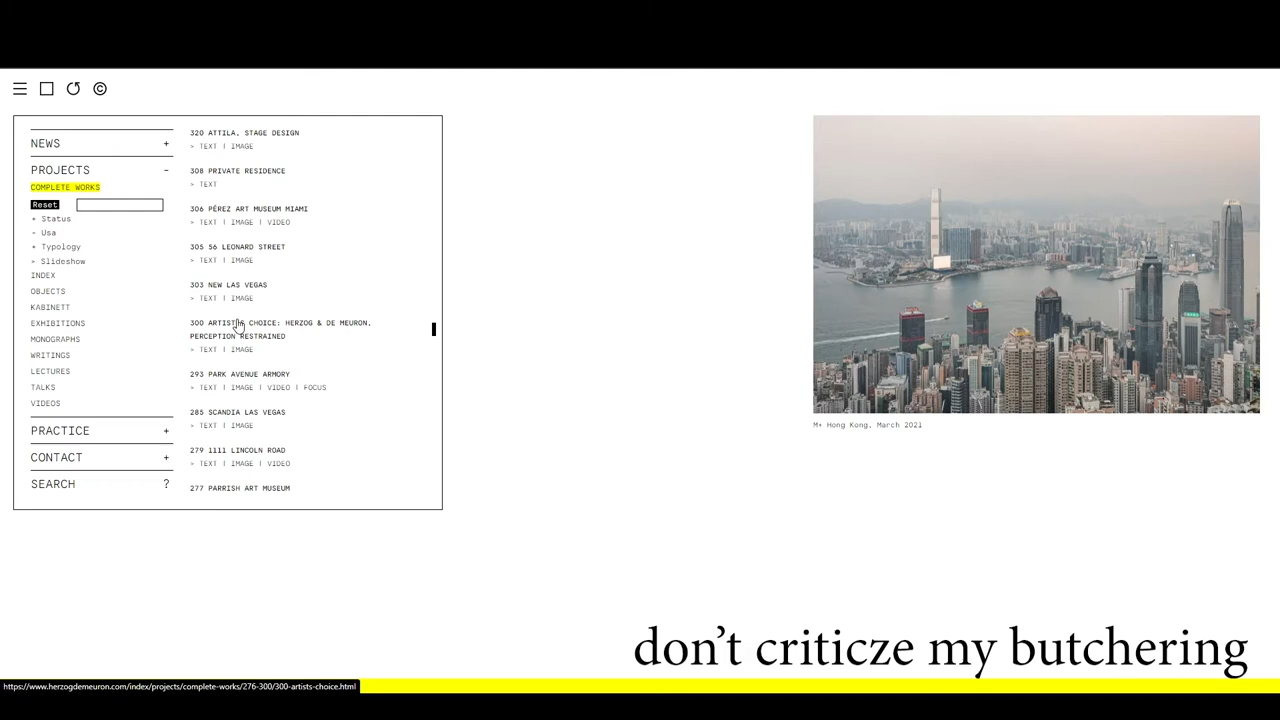 ©
NEWS +
PROJECTS -
COMPLETE WORKS
Reset
+ Status
- Usa
+ Typology
> Slideshow
INDEX
OBJECTS
KABINETT
EXHIBITIONS
MONOGRAPHS
WRITINGS
LECTURES
TALKS
VIDEOS
PRACTICE +
CONTACT +
SEARCH ?
320 ATTILA, STAGE DESIGN
> TEXT | IMAGE
308 PRIVATE RESIDENCE
> TEXT
306 PÉREZ ART MUSEUM MIAMI
> TEXT | IMAGE | VIDEO
305 56 LEONARD STREET
> TEXT | IMAGE
303 NEW LAS VEGAS
> TEXT | IMAGE
300 ARTIST'S CHOICE: HERZOG & DE MEURON,
PERCEPTION RESTRAINED
> TEXT | IMAGE
293 PARK AVENUE ARMORY
> TEXT | IMAGE | VIDEO | FOCUS
285 SCANDIA LAS VEGAS
> TEXT | IMAGE
279 1111 LINCOLN ROAD
> TEXT | IMAGE | VIDEO
277 PARRISH ART MUSEUM
M+ Hong Kong, March 2021
don't criticze my butchering
https://www.herzogdemeuron.com/index/projects/complete-works/276-300/300-artists-choice.html